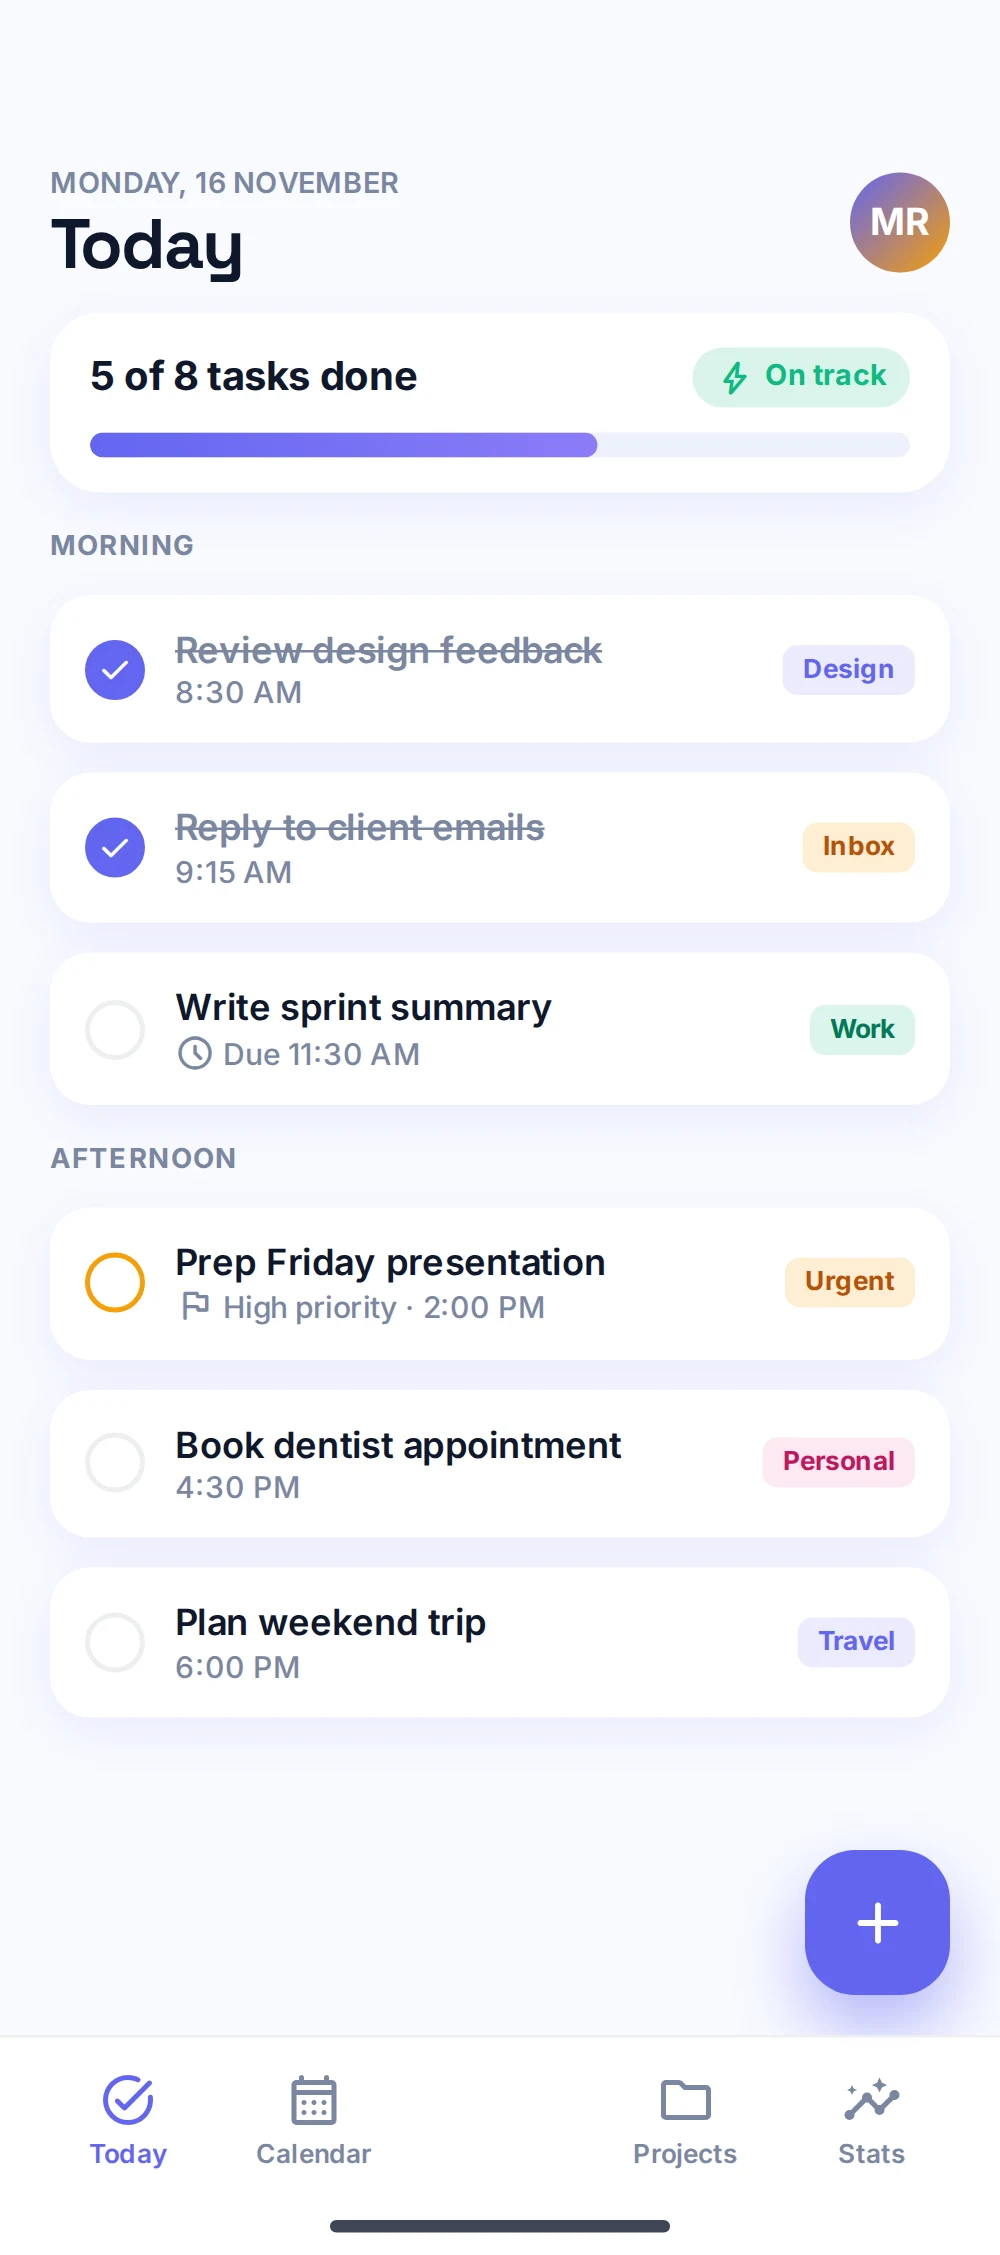 MONDAY, 16 NOVEMBER
Today
MR
5 of 8 tasks done
On track
MORNING
Review design feedback
8:30 AM
Design
Reply to client emails
9:15 AM
Inbox
Write sprint summary
Due 11:30 AM
Work
AFTERNOON
Prep Friday presentation
High priority · 2:00 PM
Urgent
Book dentist appointment
4:30 PM
Personal
Plan weekend trip
6:00 PM
Travel
Today
Calendar
Projects
Stats